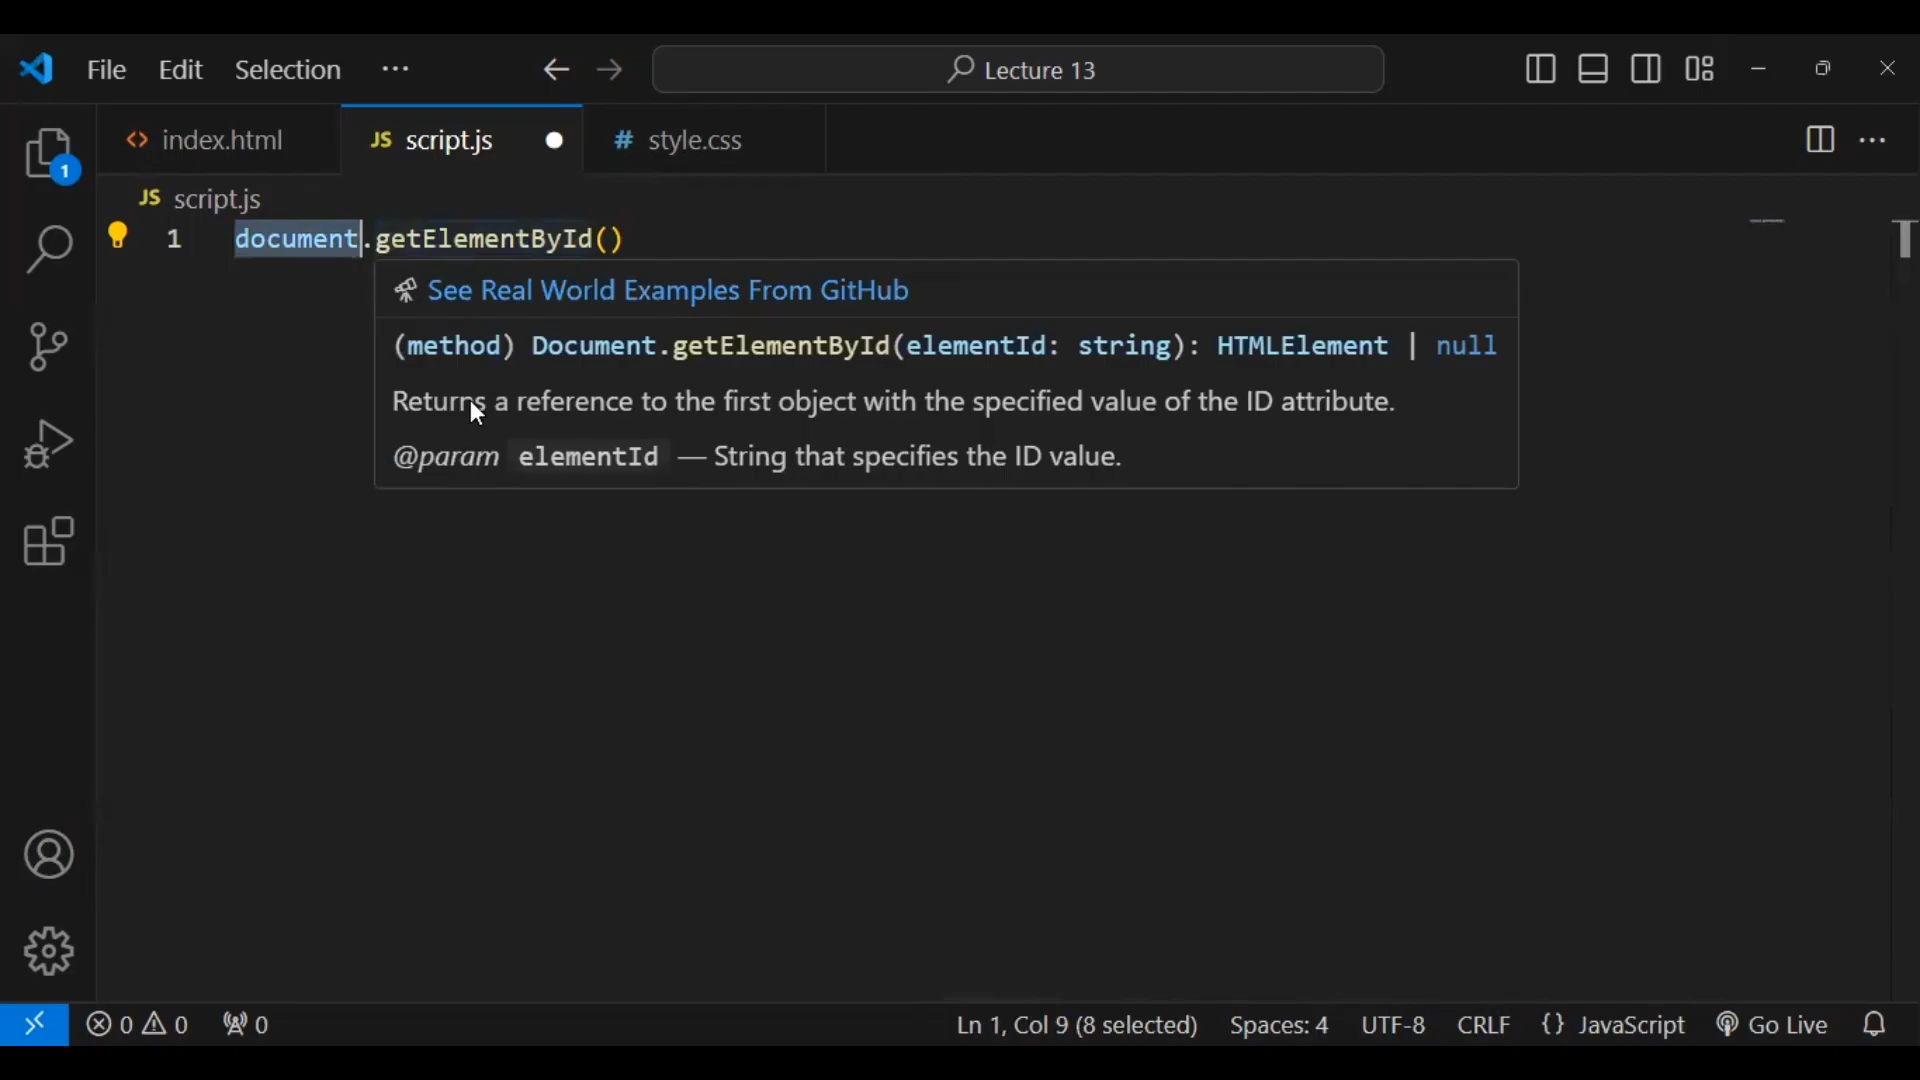 File Edit Selection ··· Lecture 13
index.html JS script.js # style.css ···
1
JS script.js
1 document.getElementById()
See Real World Examples From GitHub
(method) Document.getElementById(elementId: string): HTMLElement | null
Returns a reference to the first object with the specified value of the ID attribute.
@param elementId — String that specifies the ID value.
0 0 0 Ln 1, Col 9 (8 selected) Spaces: 4 UTF-8 CRLF {} JavaScript Go Live